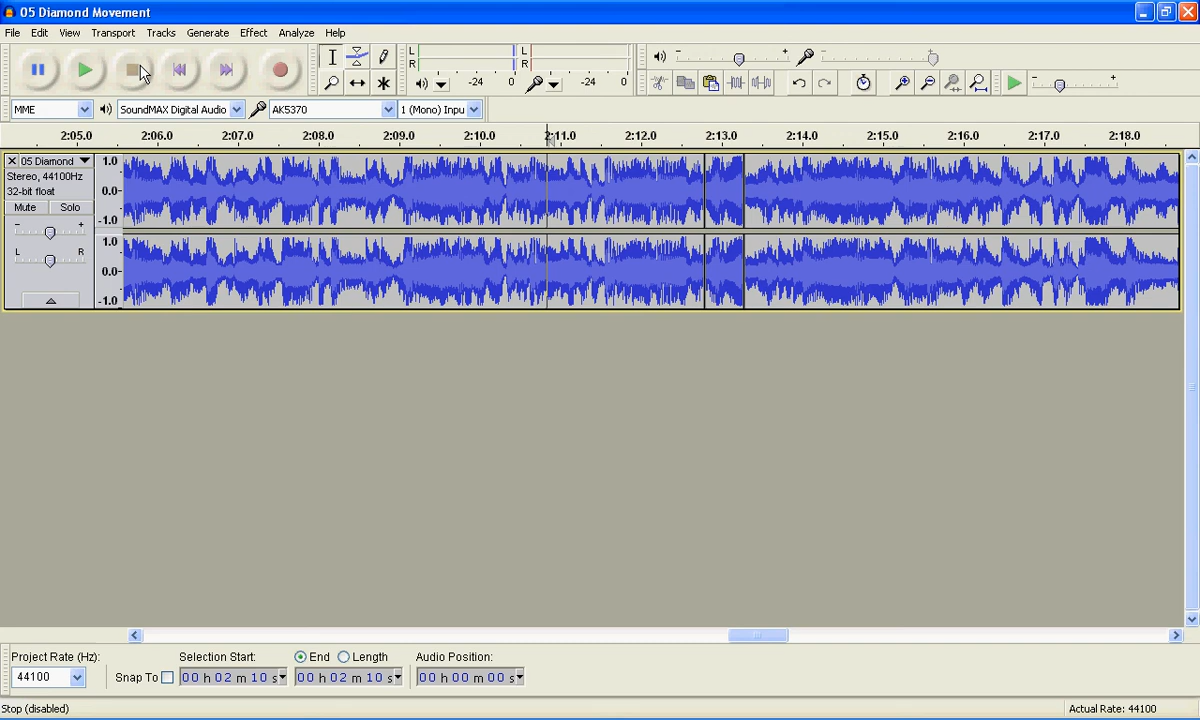 05 Diamond Movement
File Edit View Transport Tracks Generate Effect Analyze Help
L R -24 0 L R -24 0 - + - +
MME SoundMAX Digital Audio AK5370 1 (Mono) Inpu
2:05.0 2:06.0 2:07.0 2:08.0 2:09.0 2:10.0 2:11.0 2:12.0 2:13.0 2:14.0 2:15.0 2:16.0 2:17.0 2:18.0
05 Diamond 1.0
Stereo, 44100Hz
32-bit float 0.0-
Mute Solo
- + -1.0
1.0
L R
0.0-
-1.0
Project Rate (Hz): Selection Start: End Length Audio Position:
44100 Snap To 00 h 02 m 10 s 00 h 02 m 10 s 00 h 00 m 00 s
Stop (disabled) Actual Rate: 44100